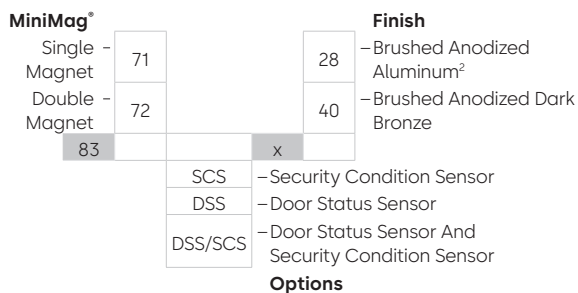 MiniMag® Finish
Single – 71 28 –Brushed Anodized
Magnet Aluminum²
Double – 72 40 –Brushed Anodized Dark
Magnet Bronze
83 x
SCS –Security Condition Sensor
DSS –Door Status Sensor
DSS/SCS –Door Status Sensor And
Security Condition Sensor
Options